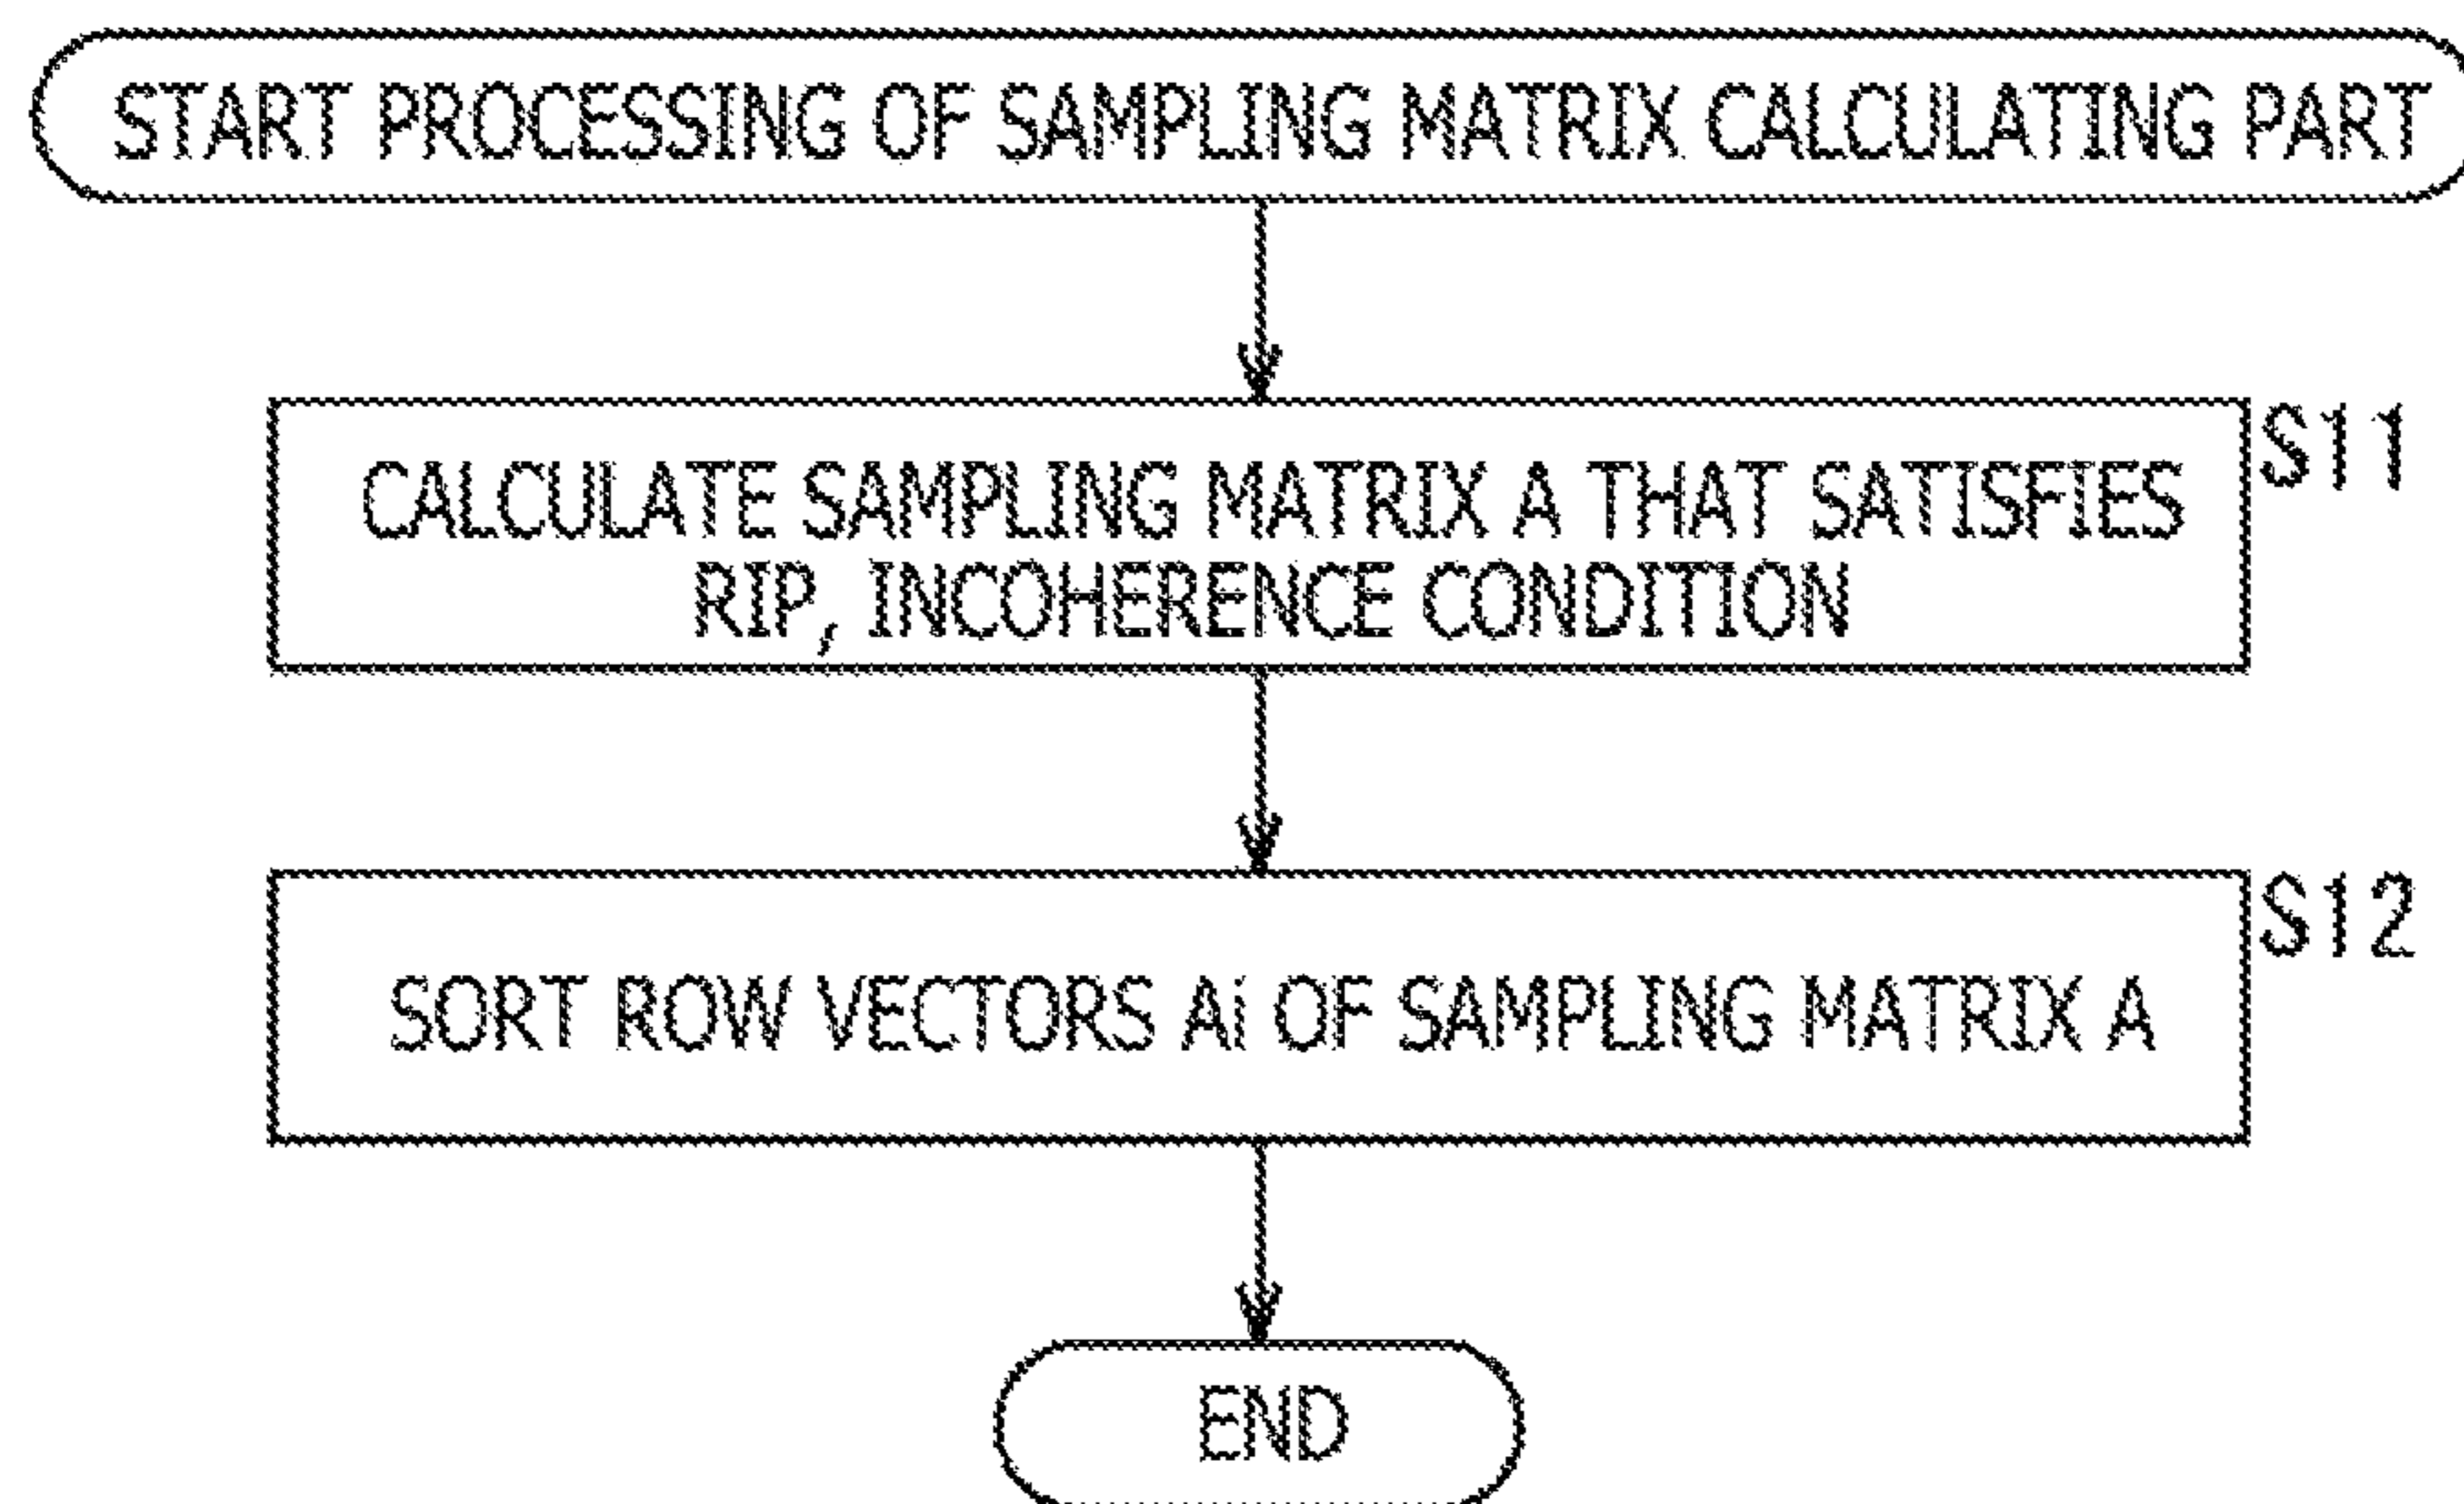 START PROCESSING OF SAMPLING MATRIX CALCULATING PART
S11
CALCULATE SAMPLING MATRIX A THAT SATISFIES
RIP, INCOHERENCE CONDITION
S12
SORT ROW VECTORS Ai OF SAMPLING MATRIX A
END